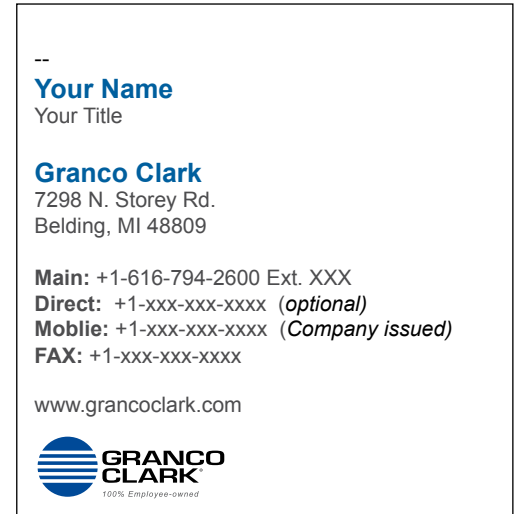 --
Your Name
Your Title
Granco Clark
7298 N. Storey Rd.
Belding, MI 48809
Main: +1-616-794-2600 Ext. XXX
Direct:  +1-xxx-xxx-xxxx  (optional)
Moblie: +1-xxx-xxx-xxxx  (Company issued)
FAX: +1-xxx-xxx-xxxx
www.grancoclark.com
GRANCO
CLARK
100% Employee-owned